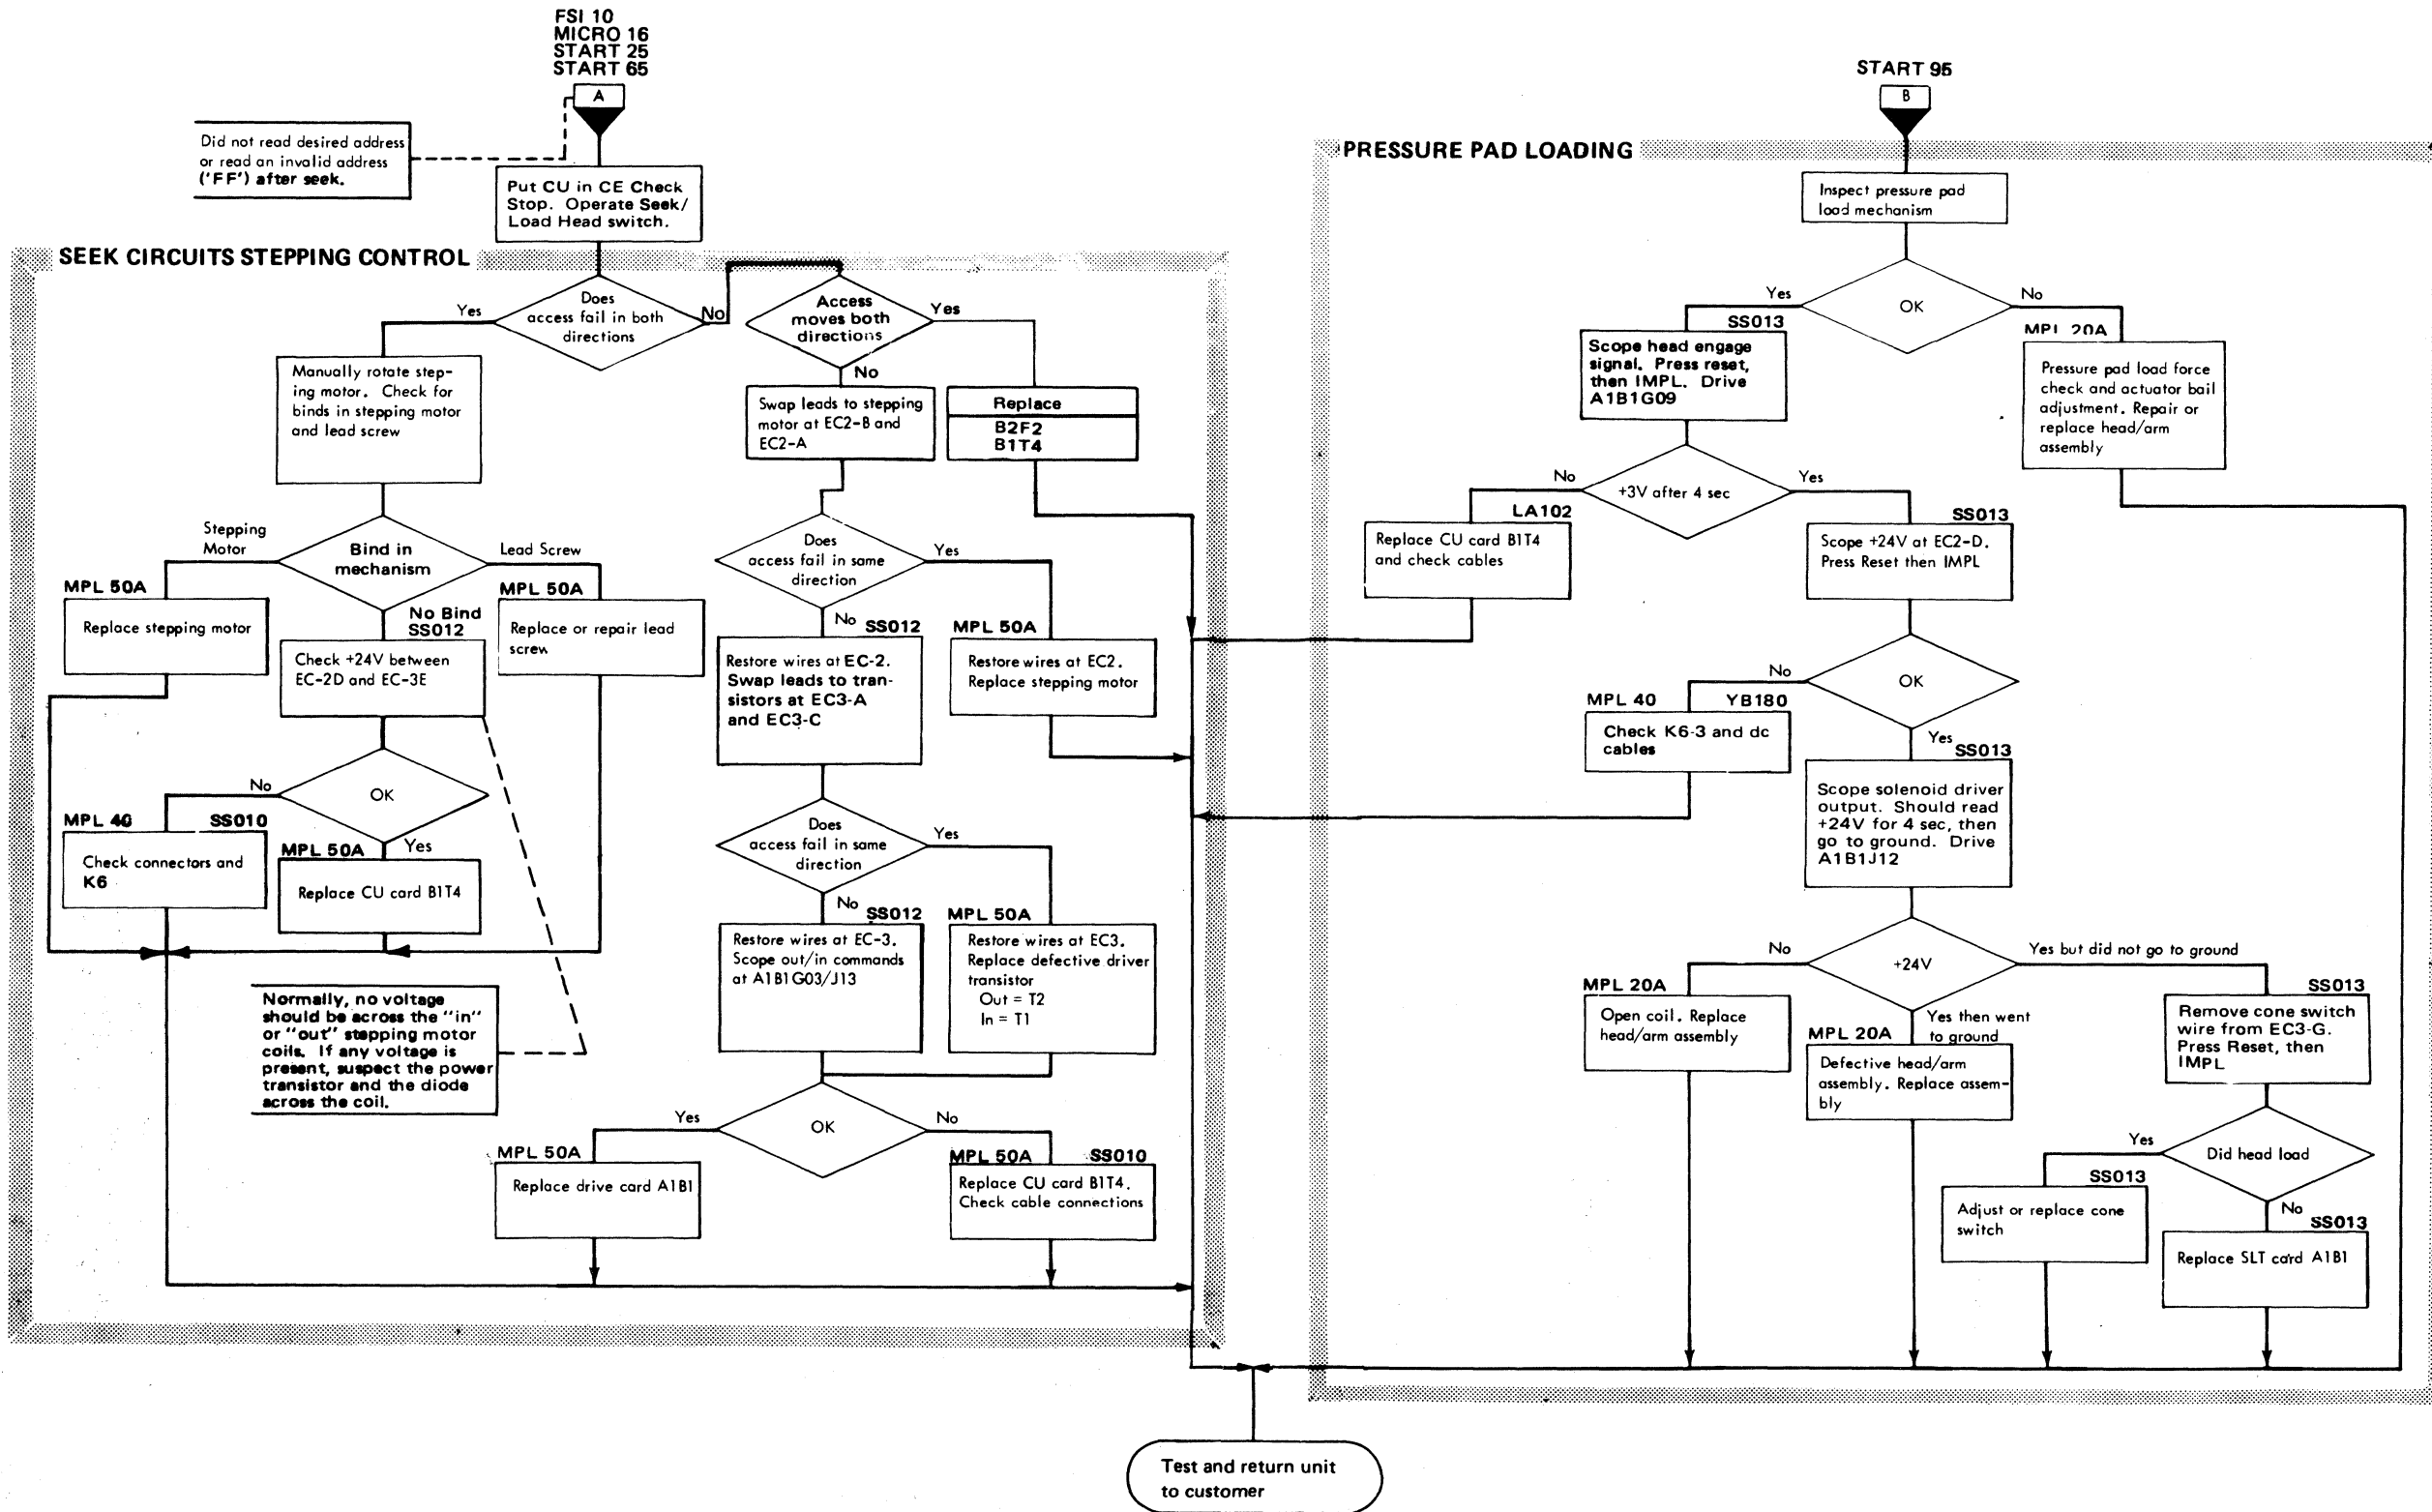 FSI 10
MICRO 16
START 25
START 65
A
Did not read desired address
or read an invalid address
('FF') after seek.
Put CU in CE Check
Stop. Operate Seek/
Load Head switch.
SEEK CIRCUITS STEPPING CONTROL
Does
access fail in both
directions
Yes
No
Access
moves both
directions
Yes
No
Manually rotate step-
ing motor. Check for
binds in stepping motor
and lead screw
Swap leads to stepping
motor at EC2-B and
EC2-A
Replace
B2F2
B1T4
Bind in
mechanism
Stepping
Motor
Lead Screw
No Bind
MPL 50A
Replace stepping motor
SS012
Check +24V between
EC-2D and EC-3E
MPL 50A
Replace or repair lead
screw
OK
No
Yes
MPL 40
SS010
Check connectors and
K6
MPL 50A
Replace CU card B1T4
Normally, no voltage
should be across the "in"
or "out" stepping motor
coils. If any voltage is
present, suspect the power
transistor and the diode
across the coil.
Does
access fail in same
direction
Yes
No
SS012
Restore wires at EC-2.
Swap leads to tran-
sistors at EC3-A
and EC3-C
MPL 50A
Restore wires at EC2.
Replace stepping motor
Does
access fail in same
direction
Yes
No
SS012
Restore wires at EC-3.
Scope out/in commands
at A1B1G03/J13
MPL 50A
Restore wires at EC3.
Replace defective driver
transistor
Out = T2
In = T1
OK
Yes
No
MPL 50A
Replace drive card A1B1
MPL 50A
SS010
Replace CU card B1T4.
Check cable connections
START 95
B
PRESSURE PAD LOADING
Inspect pressure pad
load mechanism
OK
Yes
No
SS013
Scope head engage
signal. Press reset,
then IMPL. Drive
A1B1G09
MPL 20A
Pressure pad load force
check and actuator bail
adjustment. Repair or
replace head/arm
assembly
+3V after 4 sec
No
Yes
LA102
Replace CU card B1T4
and check cables
SS013
Scope +24V at EC2-D.
Press Reset then IMPL
OK
No
Yes
MPL 40
YB180
Check K6-3 and dc
cables
SS013
Scope solenoid driver
output. Should read
+24V for 4 sec, then
go to ground. Drive
A1B1J12
+24V
No
Yes but did not go to ground
Yes then went
to ground
MPL 20A
Open coil. Replace
head/arm assembly
MPL 20A
Defective head/arm
assembly. Replace assem-
bly
SS013
Remove cone switch
wire from EC3-G.
Press Reset, then
IMPL
Did head load
Yes
No
SS013
Adjust or replace cone
switch
SS013
Replace SLT card A1B1
Test and return unit
to customer